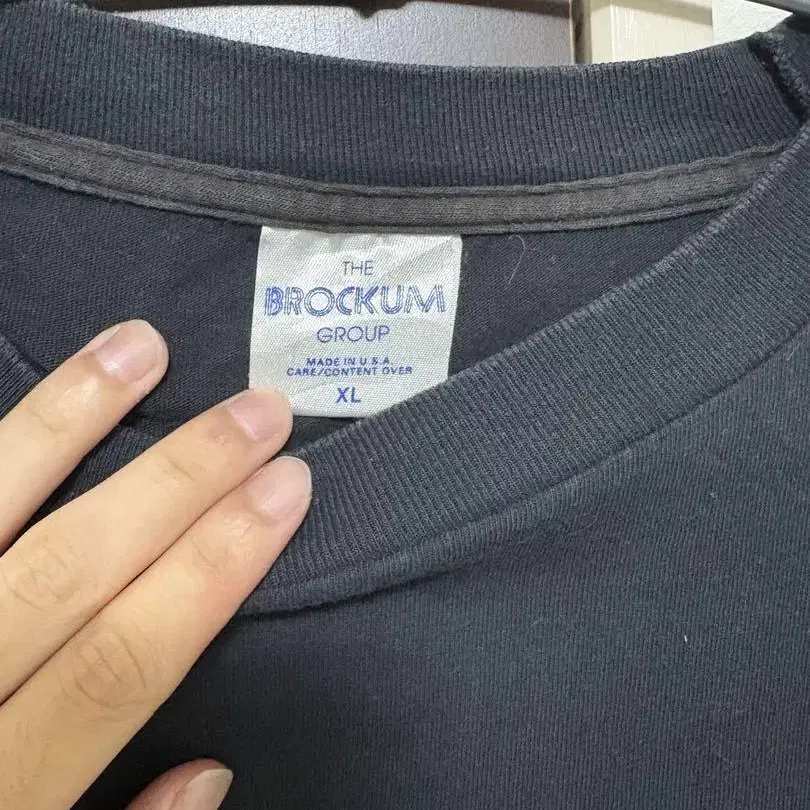 THE
BROCKUM
GROUP
MADE IN U.S.A.
CARE/CONTENT OVER
XL